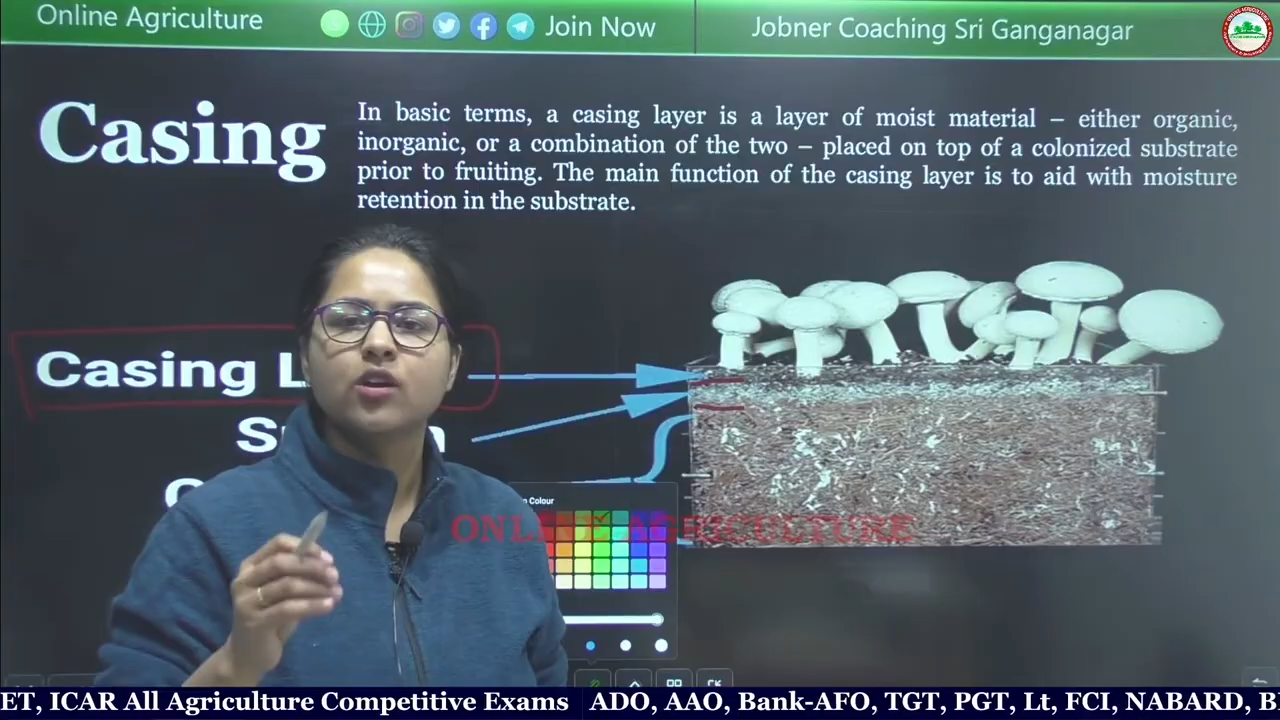 Online Agriculture
Join Now
Jobner Coaching Sri Ganganagar
Casing
In basic terms, a casing layer is a layer of moist material – either organic,
inorganic, or a combination of the two – placed on top of a colonized substrate
prior to fruiting. The main function of the casing layer is to aid with moisture
retention in the substrate.
Casing L
Colour
ONLINE AGRICULTURE
ET, ICAR All Agriculture Competitive Exams ADO, AAO, Bank-AFO, TGT, PGT, Lt, FCI, NABARD, B